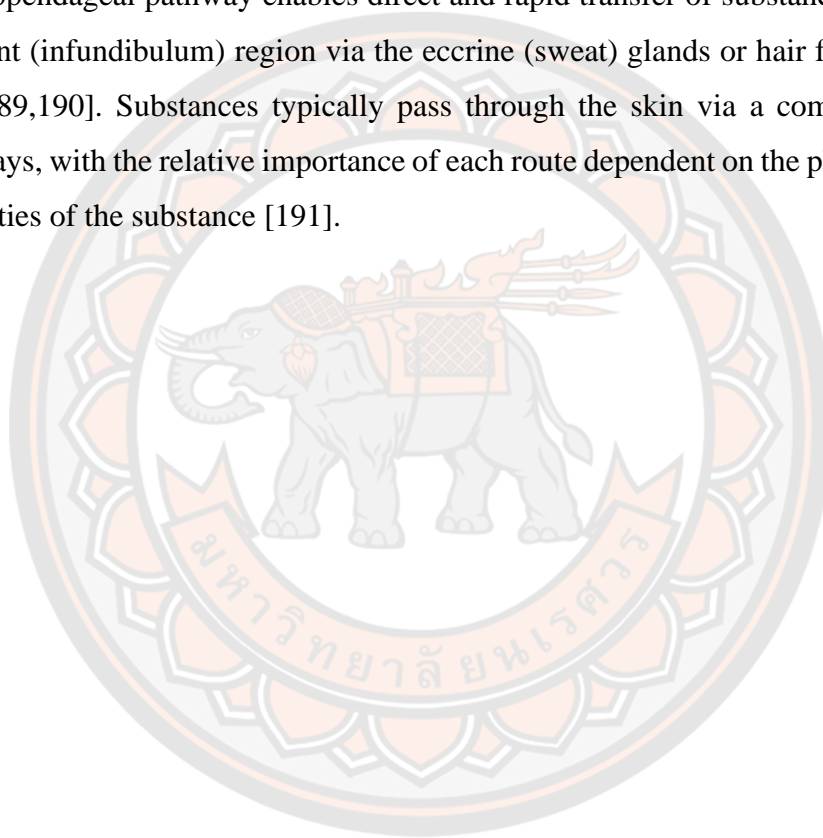 pendageal pathway enables direct and rapid transfer of substanc
nt (infundibulum) region via the eccrine (sweat) glands or hair f
89,190]. Substances typically pass through the skin via a com
ays, with the relative importance of each route dependent on the p
ties of the substance [191].
มหาวิทยาลัยนเรศวร